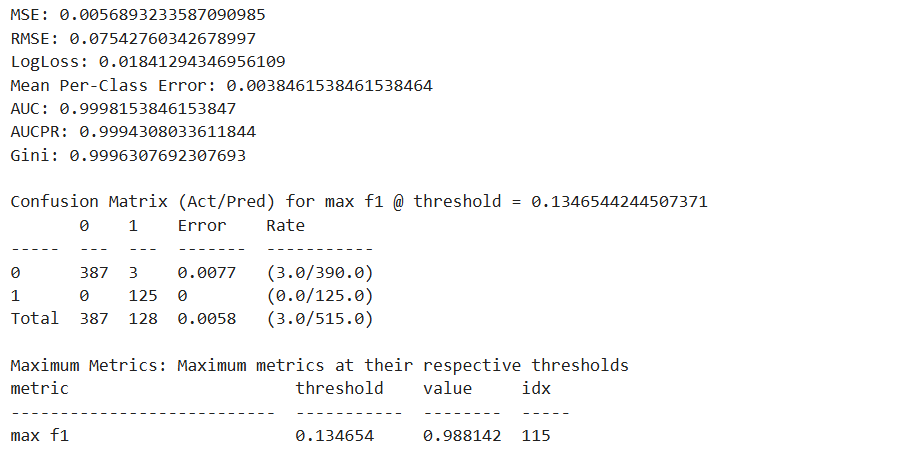 MSE: 0.0056893233587090985
RMSE: 0.07542760342678997
LogLoss: 0.01841294346956109
Mean Per-Class Error: 0.0038461538461538464
AUC: 0.9998153846153847
AUCPR: 0.9994308033611844
Gini: 0.9996307692307693

Confusion Matrix (Act/Pred) for max f1 @ threshold = 0.1346544244507371
       0    1    Error    Rate
-----  ---  ---  -------  -----------
0      387  3    0.0077   (3.0/390.0)
1      0    125  0        (0.0/125.0)
Total  387  128  0.0058   (3.0/515.0)

Maximum Metrics: Maximum metrics at their respective thresholds
metric                       threshold    value     idx
---------------------------  -----------  --------  -----
max f1                       0.134654     0.988142  115